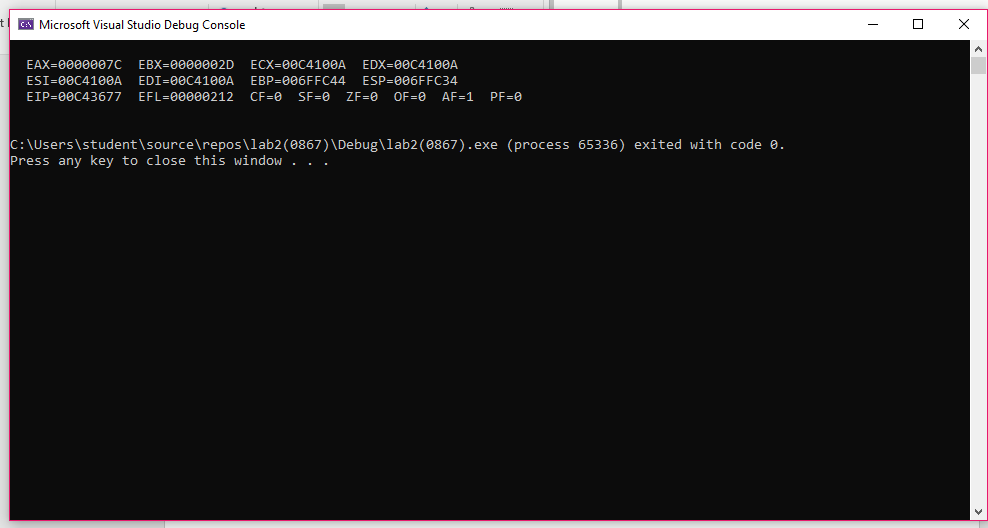 Microsoft Visual Studio Debug Console
EAX=0000007C EBX=0000002D ECX=00C4100A EDX=00C4100A
ESI=00C4100A EDI=00C4100A EBP=006FFC44 ESP=006FFC34
EIP=00C43677 EFL=00000212 CF=0 SF=0 ZF=0 OF=0 AF=1 PF=0
C:\Users\student\source\repos\lab2(0867)\Debug\lab2(0867).exe (process 65336) exited with code 0.
Press any key to close this window . . .